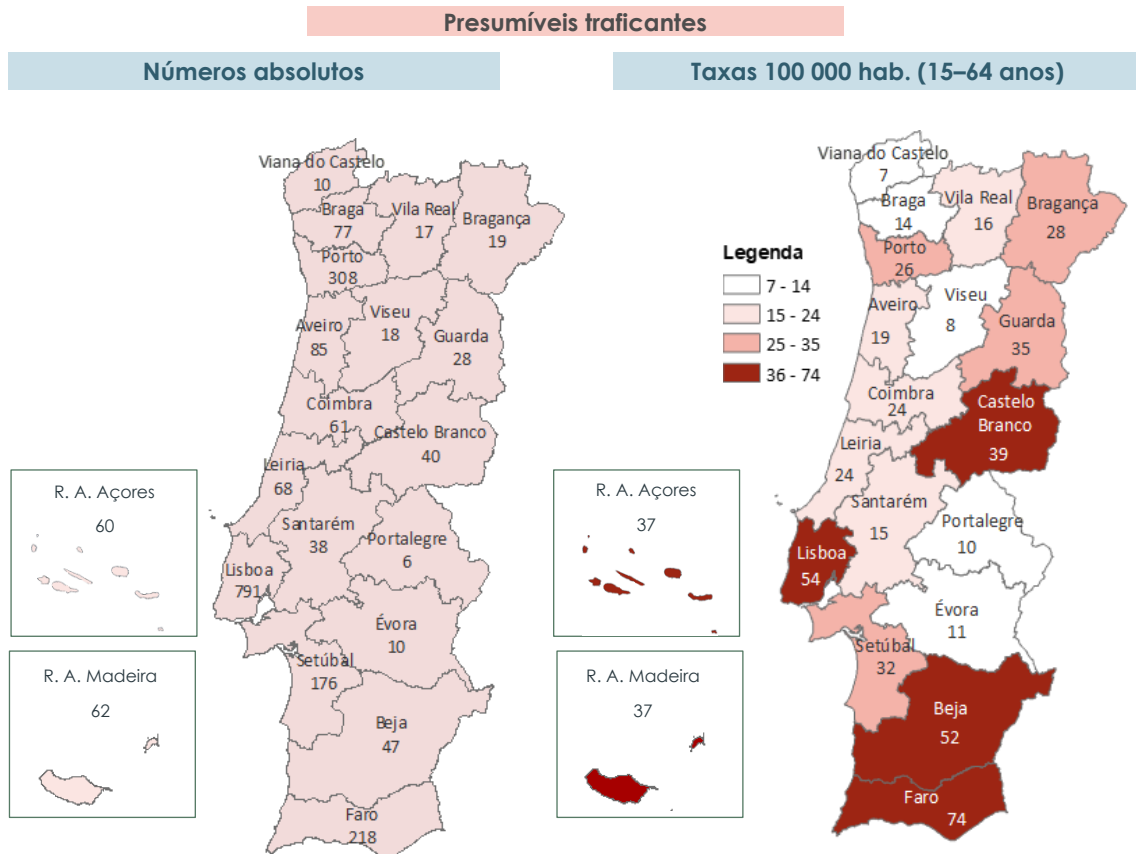 Presumíveis traficantes
Números absolutos
Viana do Castelo
10
Braga
77
Vila Real
17
Bragança
19
Porto
308
Aveiro
85
Viseu
18
Guarda
28
Coimbra
61
Castelo Branco
40
Leiria
68
Santarém
38
Portalegre
6
Lisboa
791
Évora
10
Setúbal
176
Beja
47
Faro
218
R. A. Açores
60
R. A. Madeira
62
Taxas 100 000 hab. (15–64 anos)
Legenda
7 - 14
15 - 24
25 - 35
36 - 74
Viana do Castelo
7
Braga
14
Vila Real
16
Bragança
28
Porto
26
Aveiro
19
Viseu
8
Guarda
35
Coimbra
24
Castelo
Branco
39
Leiria
24
Santarém
15
Portalegre
10
Lisboa
54
Évora
11
Setúbal
32
Beja
52
Faro
74
R. A. Açores
37
R. A. Madeira
37